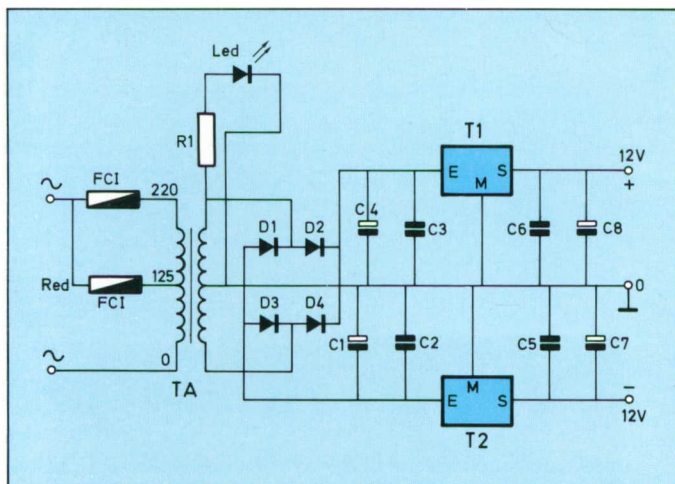 Led
R1
T1
E
M
S
12V
+
FCI
220
D1
D2
C4
C3
C6
C8
Red
125
FCI
0
D3
D4
C1
C2
C5
C7
0
TA
E
M
S
−
12V
T2